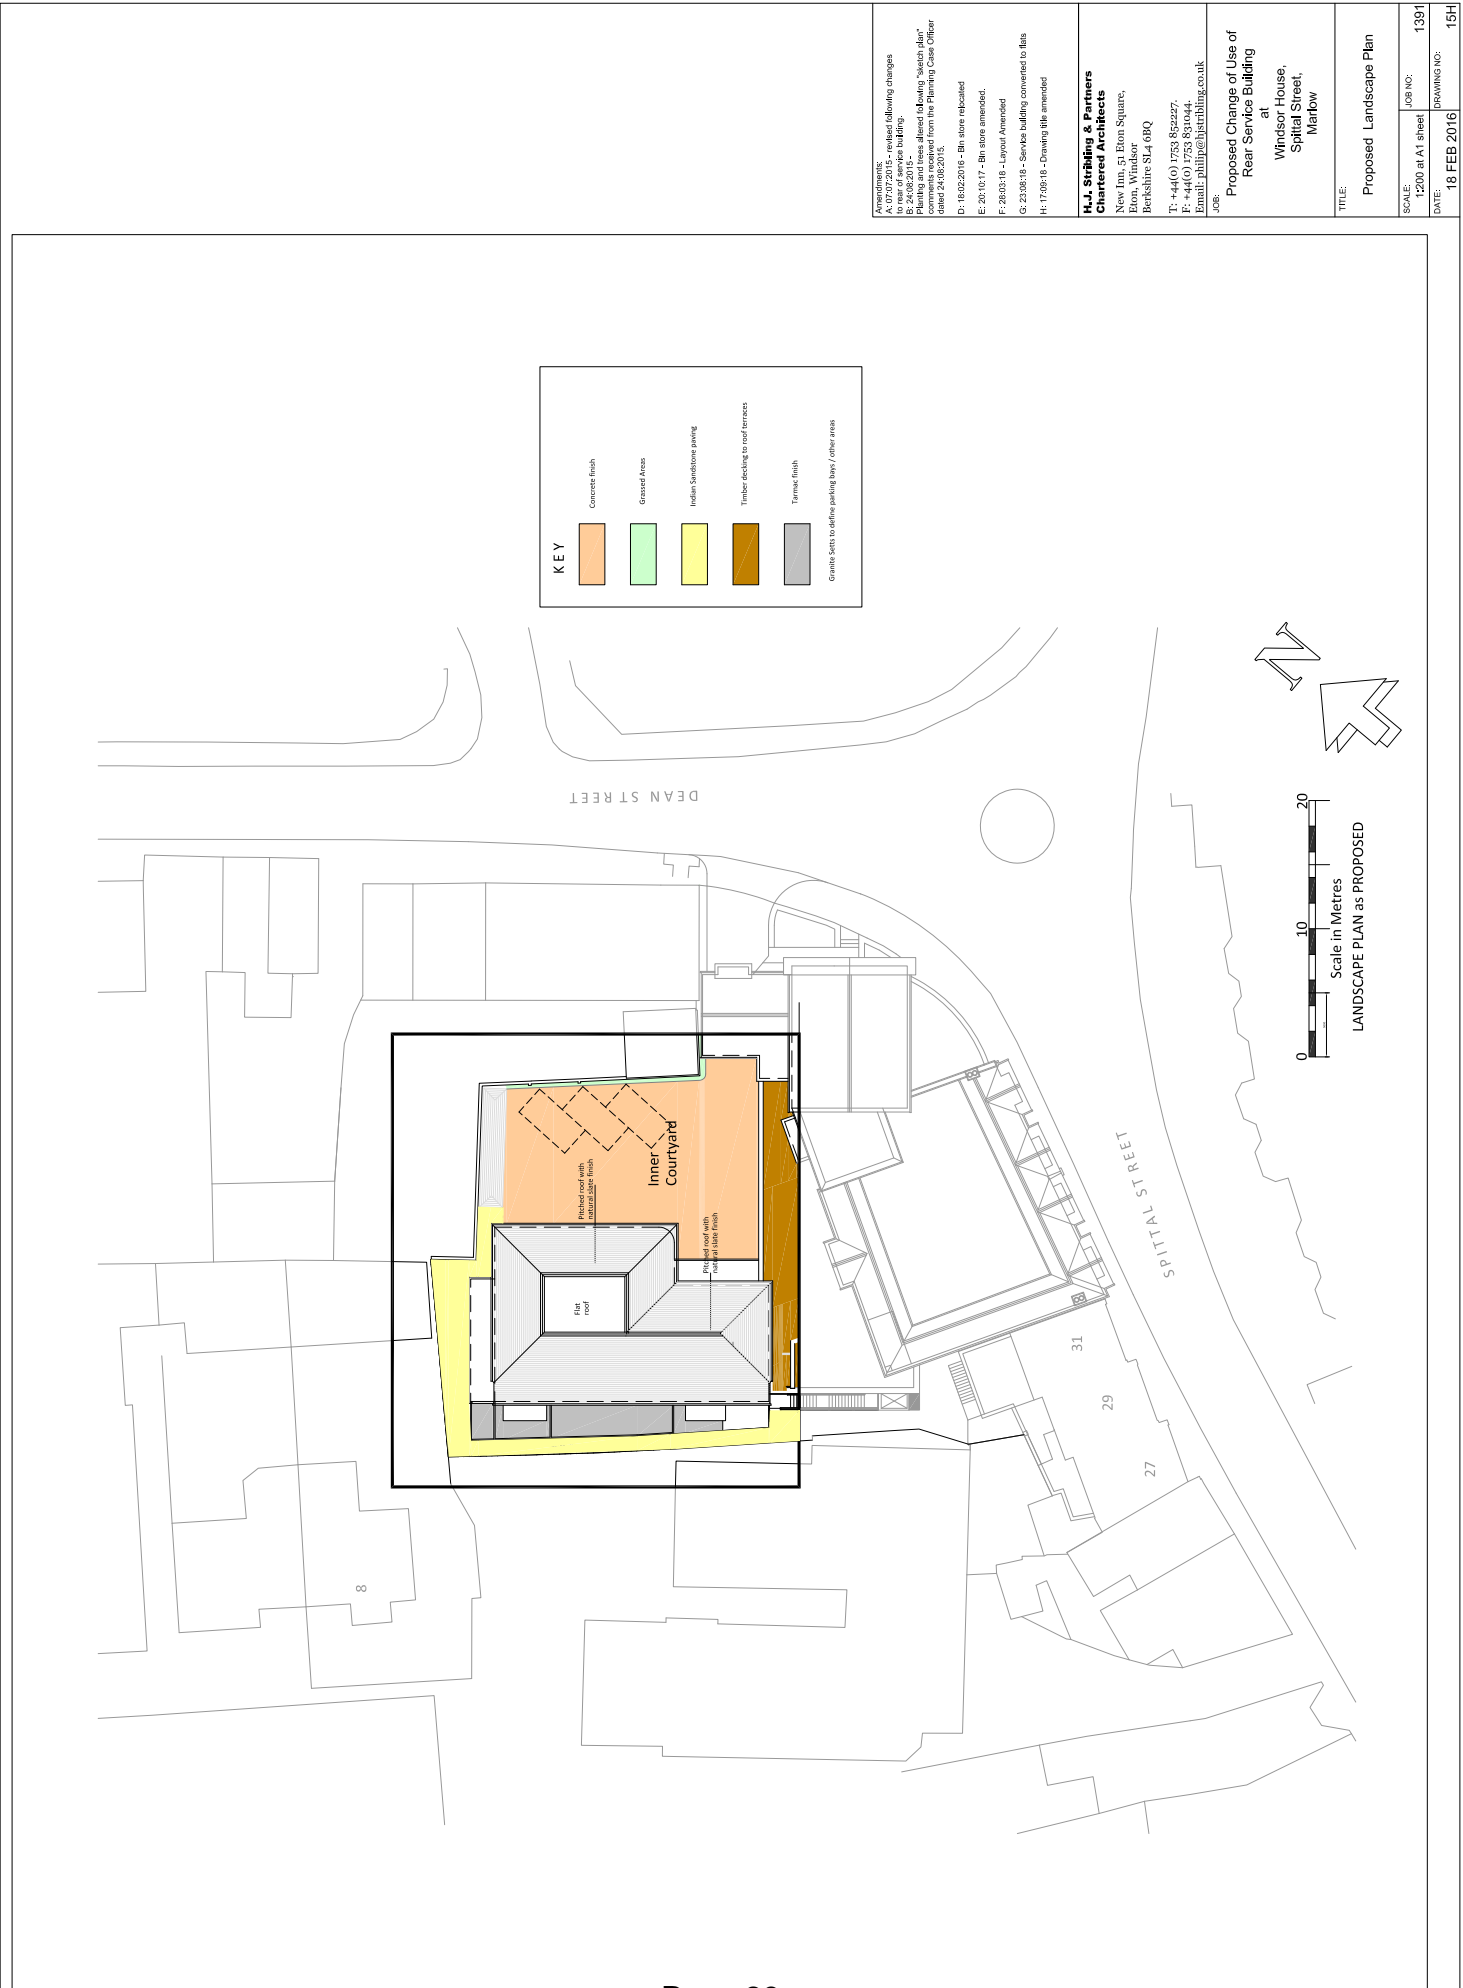 Amendments:
A: 07:07:2015 - revised following changes
to rear of service building.
B: 24:08:2015 -
Planting and trees altered following "sketch plan"
comments received from the Planning Case Officer
dated 24:08:2015.
D: 18:02:2016 - Bin store relocated
E: 20:10:17 - Bin store amended.
F: 28:03:18 - Layout Amended
G: 23:08:18 - Service building converted to flats
H: 17:09:18 - Drawing title amended
H.J. Stribling & Partners
Chartered Architects
New Inn, 51 Eton Square,
Eton, Windsor
Berkshire SL4 6BQ
T: +44(0) 1753 852227.
F: +44(0) 1753 831044.
Email: philip@hjstribling.co.uk
JOB:
Proposed Change of Use of
Rear Service Building
at
Windsor House,
Spittal Street,
Marlow
TITLE:
Proposed Landscape Plan
SCALE:
1:200 at A1 sheet
JOB NO:
1391
DATE:
18 FEB 2016
DRAWING NO:
15H
KEY
Concrete finish
Grassed Areas
Indian Sandstone paving
Timber decking to roof terraces
Tarmac finish
Granite Setts to define parking bays / other areas
DEAN STREET
SPITTAL STREET
Inner
Courtyard
Pitched roof with
natural slate finish
Pitched roof with
natural slate finish
Flat
roof
8
31
29
27
N
0
10
20
Scale in Metres
LANDSCAPE PLAN as PROPOSED